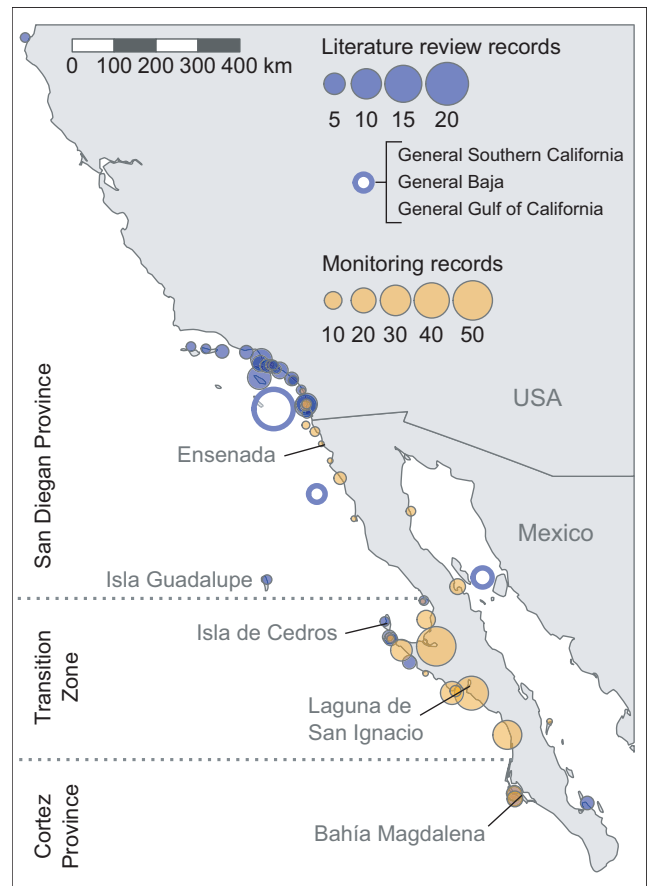 0 100 200 300 400 km
Literature review records
5 10 15 20
General Southern California
General Baja
General Gulf of California
Monitoring records
10 20 30 40 50
USA
Mexico
San Diegan Province
Ensenada
Isla Guadalupe
Transition
Zone
Isla de Cedros
Laguna de
San Ignacio
Cortez
Province
Bahía Magdalena